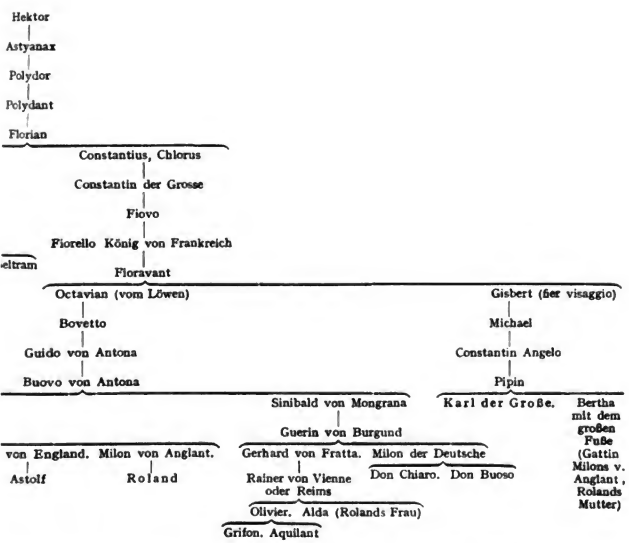 Hektor
Astyanax
Polydor
Polydant
Florian
Constantius, Chlorus
Constantin der Grosse
Fiovo
Fiorello König von Frankreich
eltram
Fioravant
Octavian (vom Löwen) Gisbert (fier visaggio)
Bovetto Michael
Guido von Antona Constantin Angelo
Buovo von Antona Pipin
Sinibald von Mongrana Karl der Große. Bertha
mit dem
großen
Fuße
(Gattin
Milons v.
Anglant,
Rolands
Mutter)
Guerin von Burgund
von England. Milon von Anglant. Gerhard von Fratta. Milon der Deutsche
Astolf Roland Rainer von Vienne Don Chiaro. Don Buoso
oder Reims
Olivier. Alda (Rolands Frau)
Grifon. Aquilant